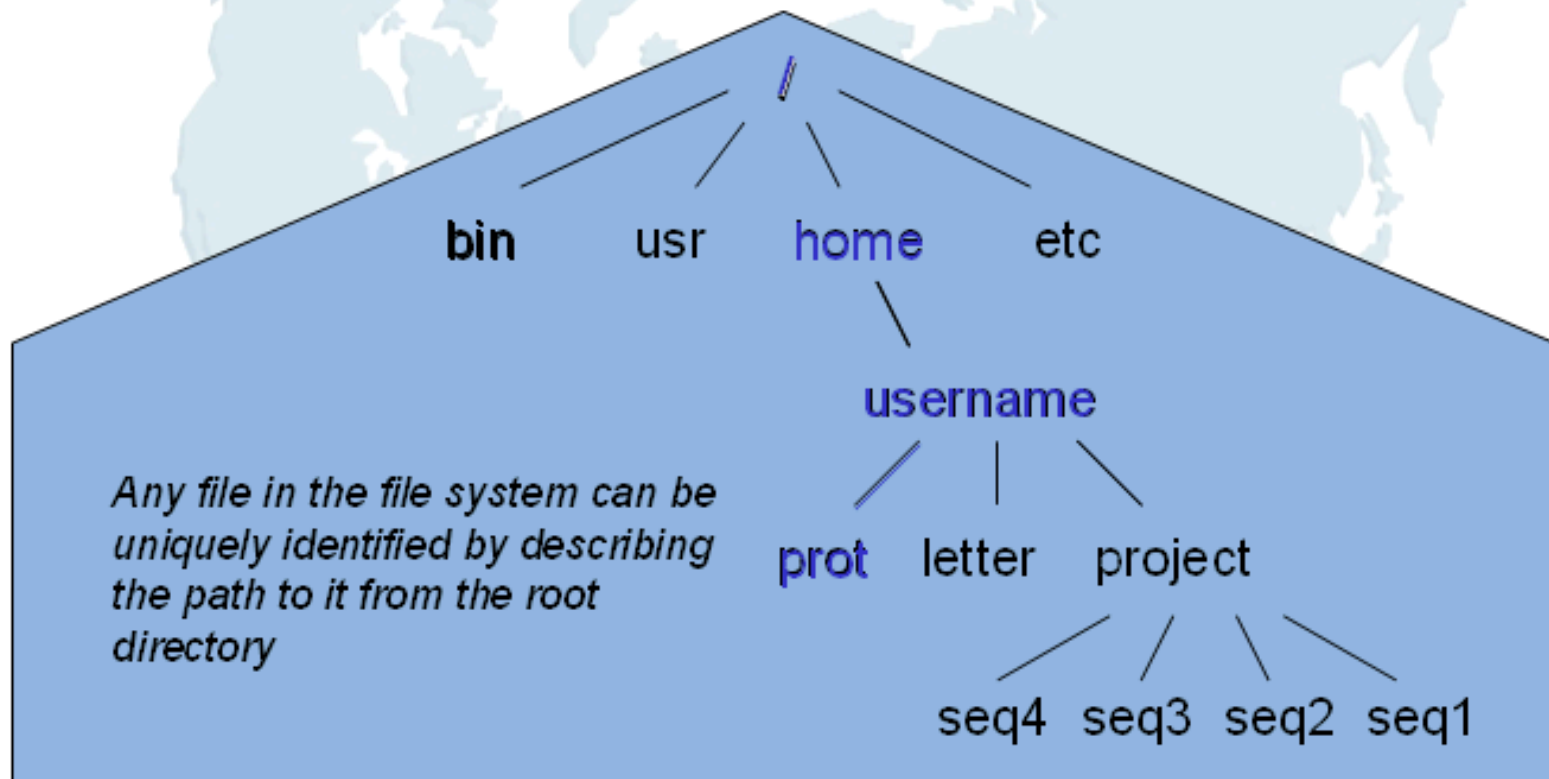 /
bin usr home etc
username
Any file in the file system can be
uniquely identified by describing
the path to it from the root
directory
prot letter project
seq4 seq3 seq2 seq1